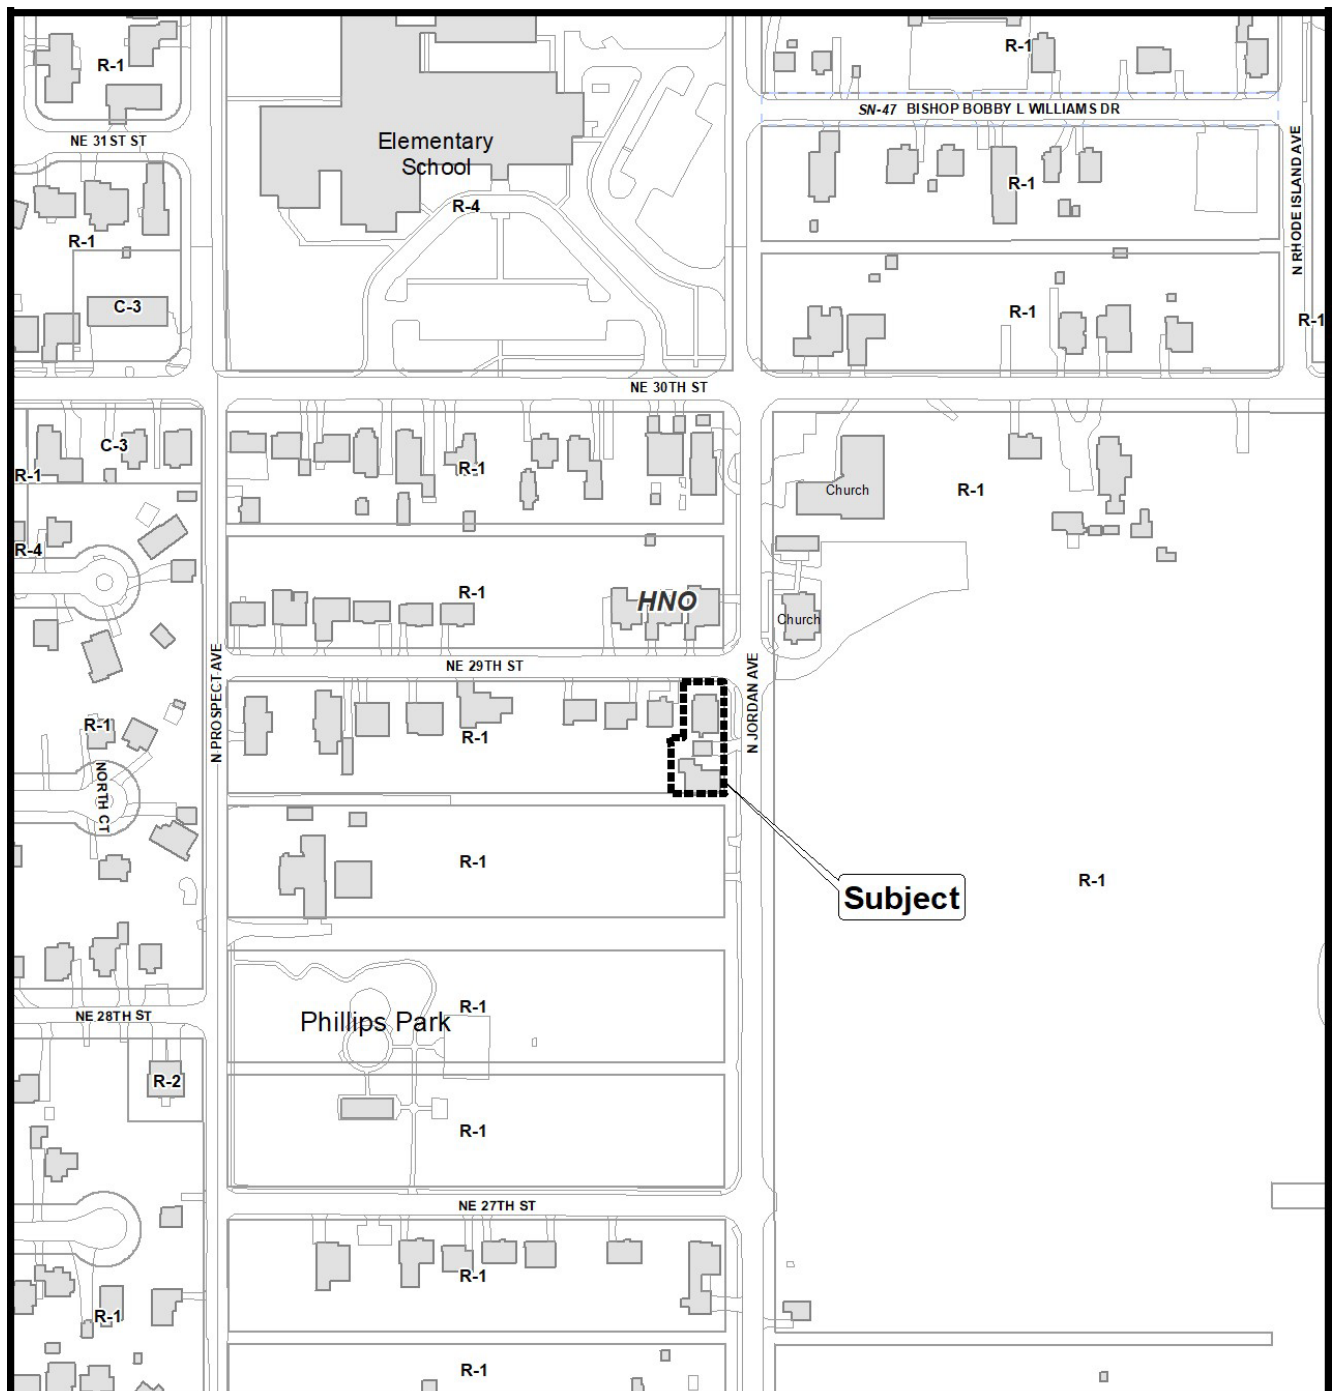 R-1
R-1
SN-47 BISHOP BOBBY L WILLIAMS DR
NE 31ST ST
Elementary
School
R-1
N RHODE ISLAND AVE
R-4
R-1
C-3
R-1
R-1
NE 30TH ST
C-3
R-1
R-1
Church
R-1
R-4
R-1
HNO
Church
N PROSPECT AVE
NE 29TH ST
N JORDAN AVE
R-1
R-1
NORTH CT
R-1
R-1
Subject
R-1
Phillips Park
NE 28TH ST
R-2
R-1
NE 27TH ST
R-1
R-1
R-1